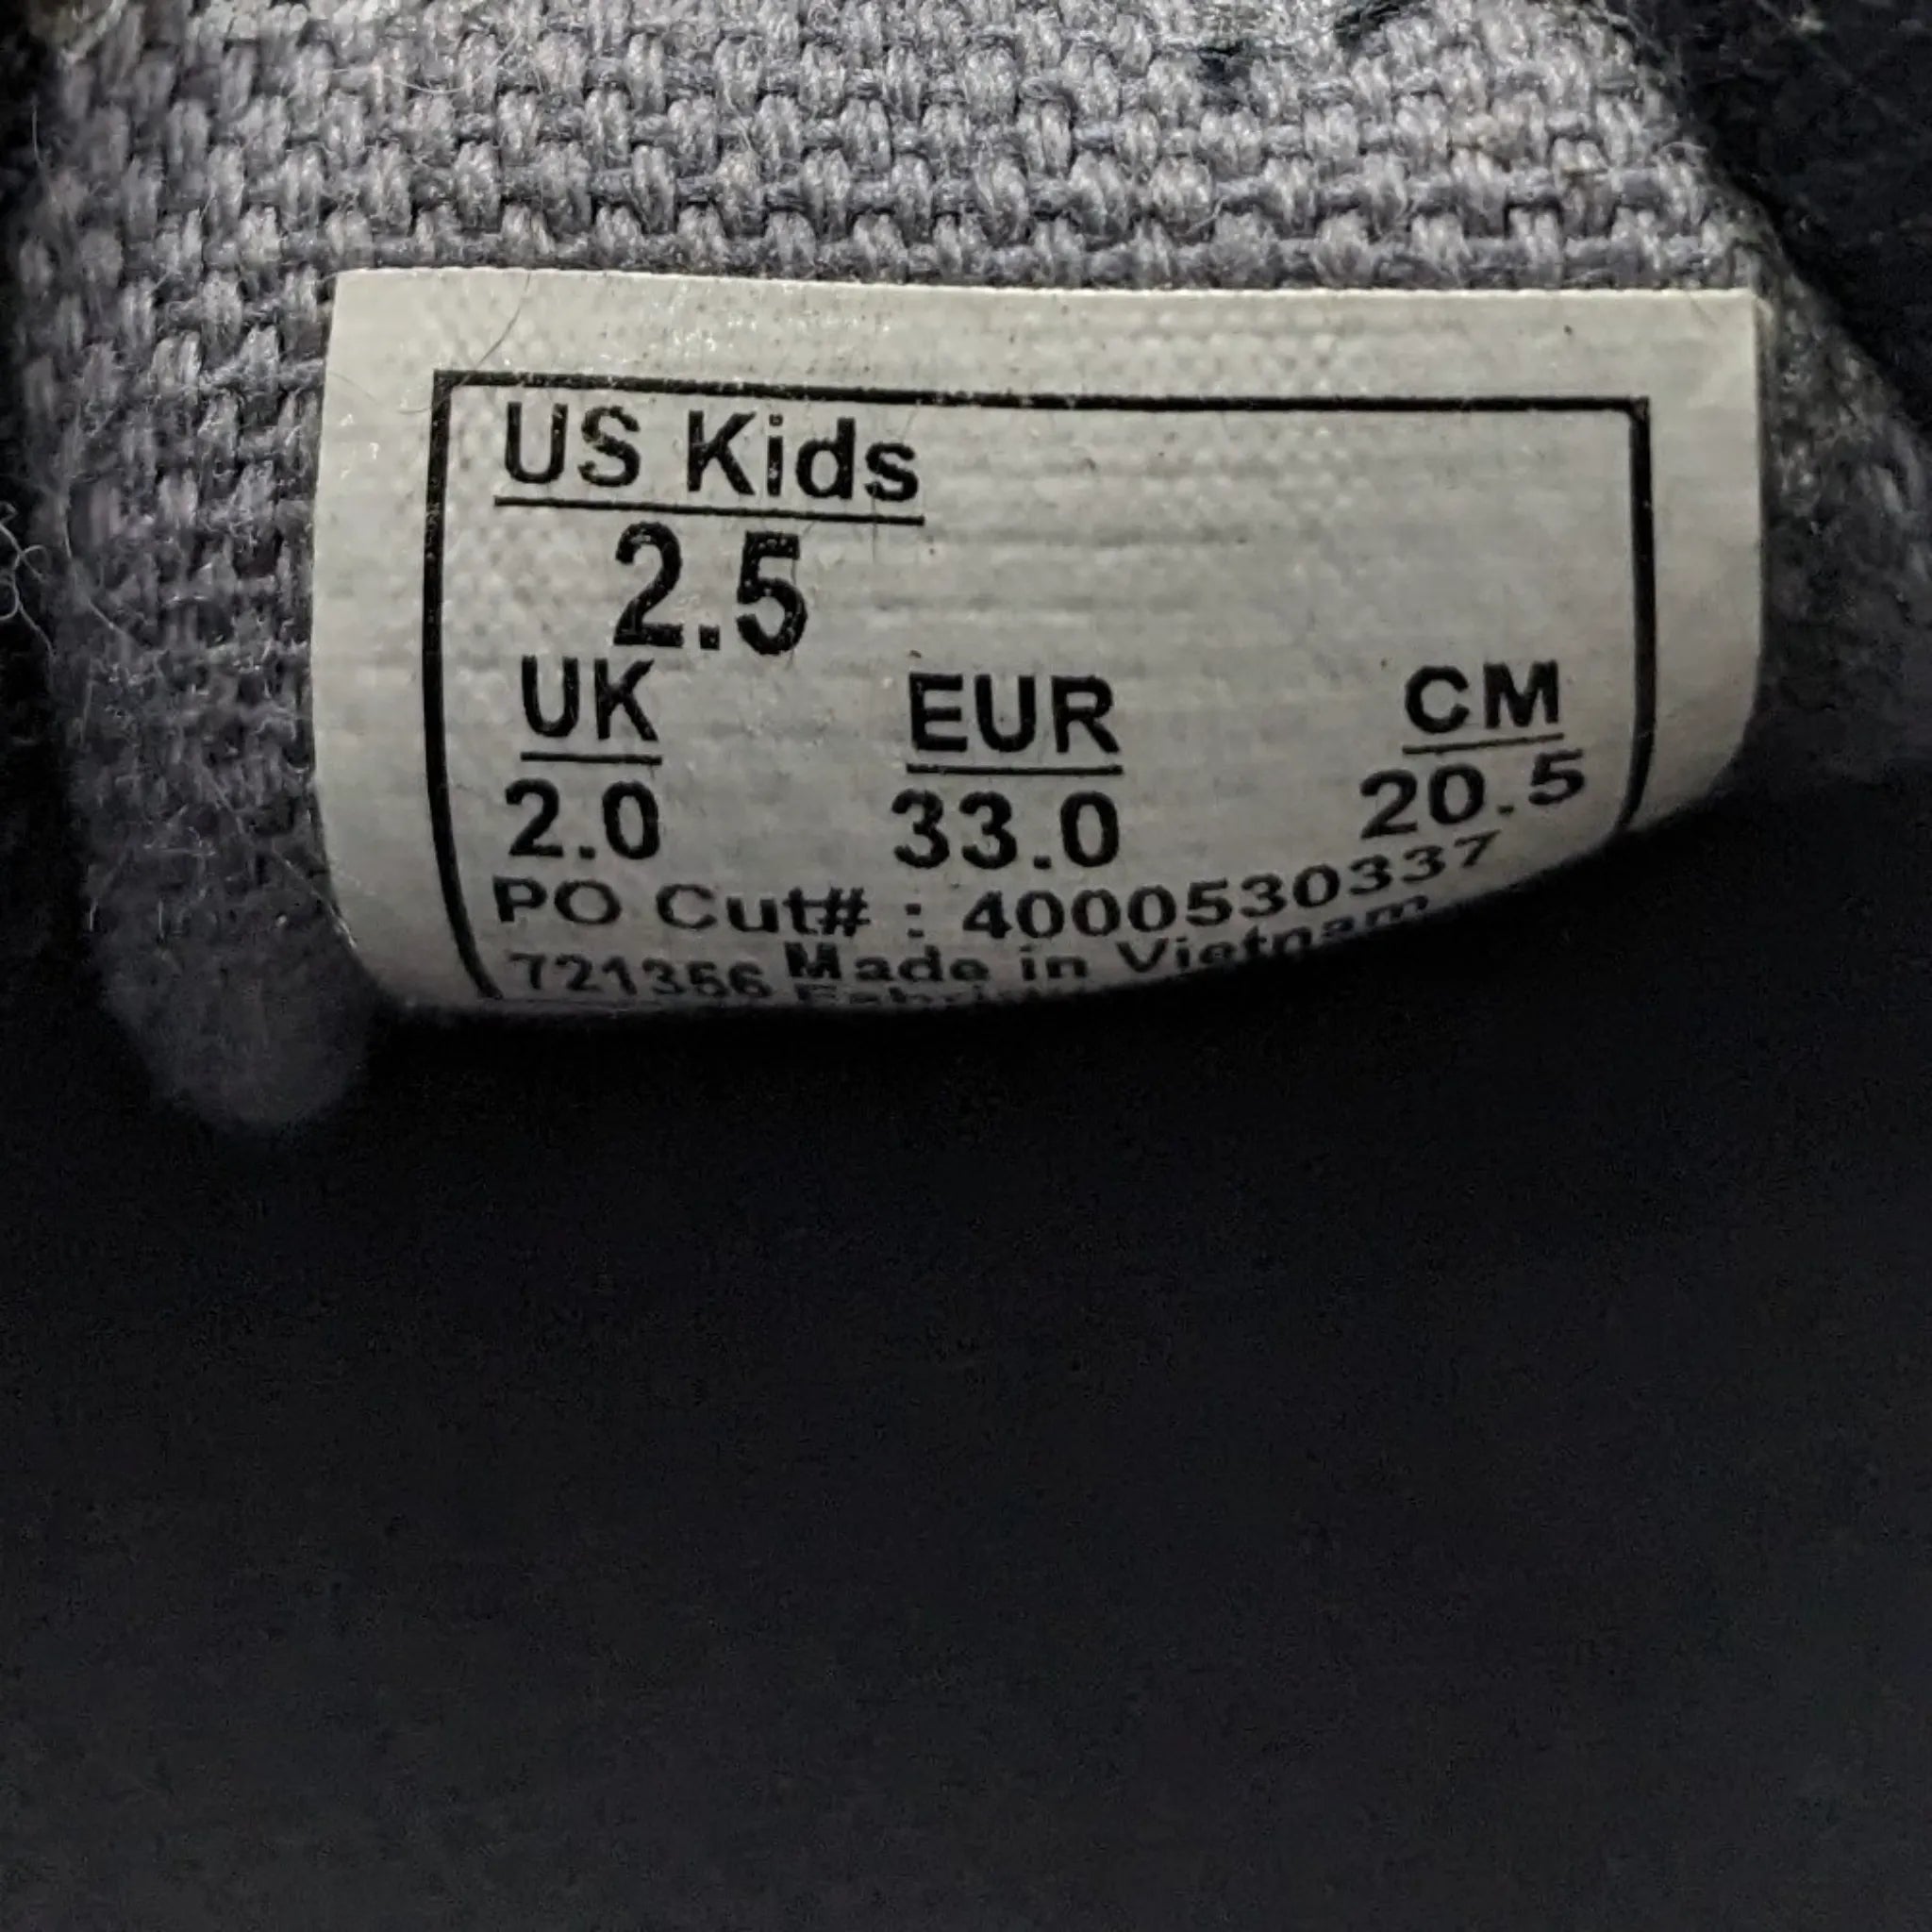 US Kids
2.5
UK EUR CM
2.0 33.0 20.5
PO Cut# : 4000530337
721356 Made in Vietnam